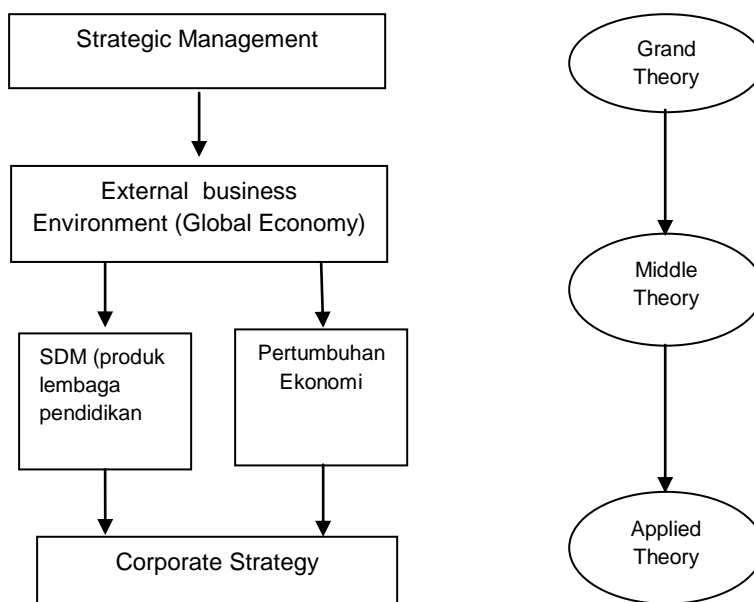 Strategic Management
External business
Environment (Global Economy)
SDM (produk
lembaga
pendidikan
Pertumbuhan
Ekonomi
Corporate Strategy
Grand
Theory
Middle
Theory
Applied
Theory